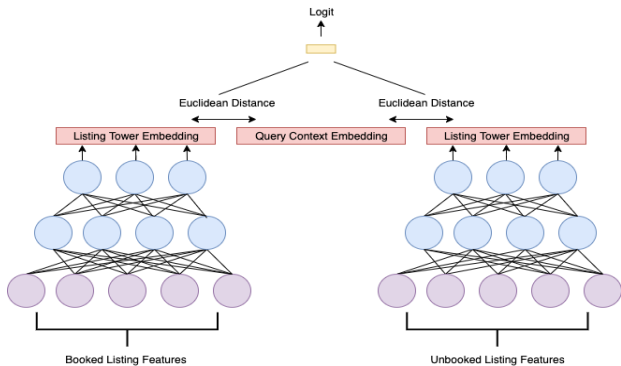 Logit
Euclidean Distance
Euclidean Distance
Listing Tower Embedding
Query Context Embedding
Listing Tower Embedding
Booked Listing Features
Unbooked Listing Features